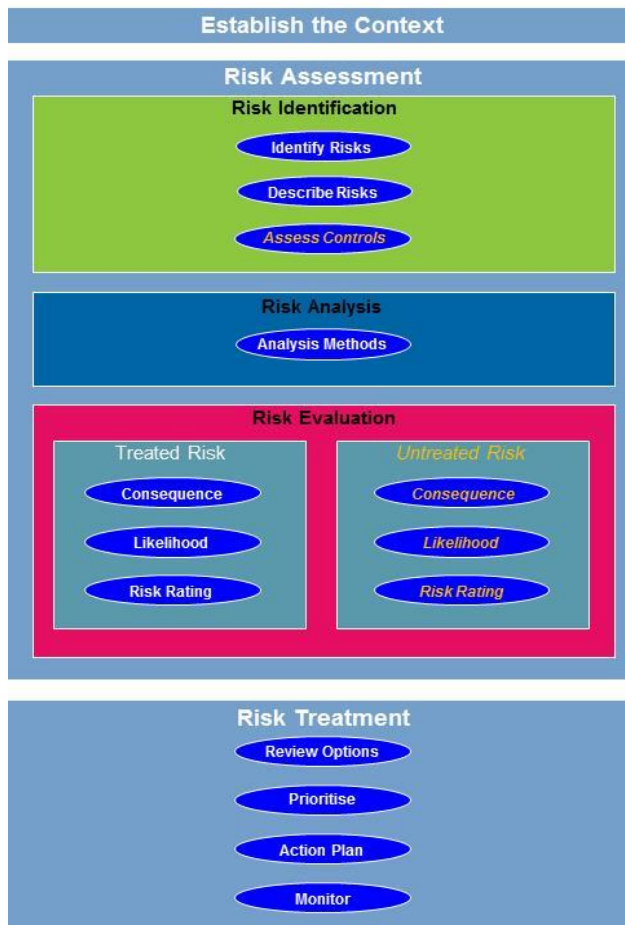 Establish the Context
Risk Assessment
Risk Identification
Identify Risks
Describe Risks
Assess Controls
Risk Analysis
Analysis Methods
Risk Evaluation
Treated Risk
Consequence
Likelihood
Risk Rating
Untreated Risk
Consequence
Likelihood
Risk Rating
Risk Treatment
Review Options
Prioritise
Action Plan
Monitor